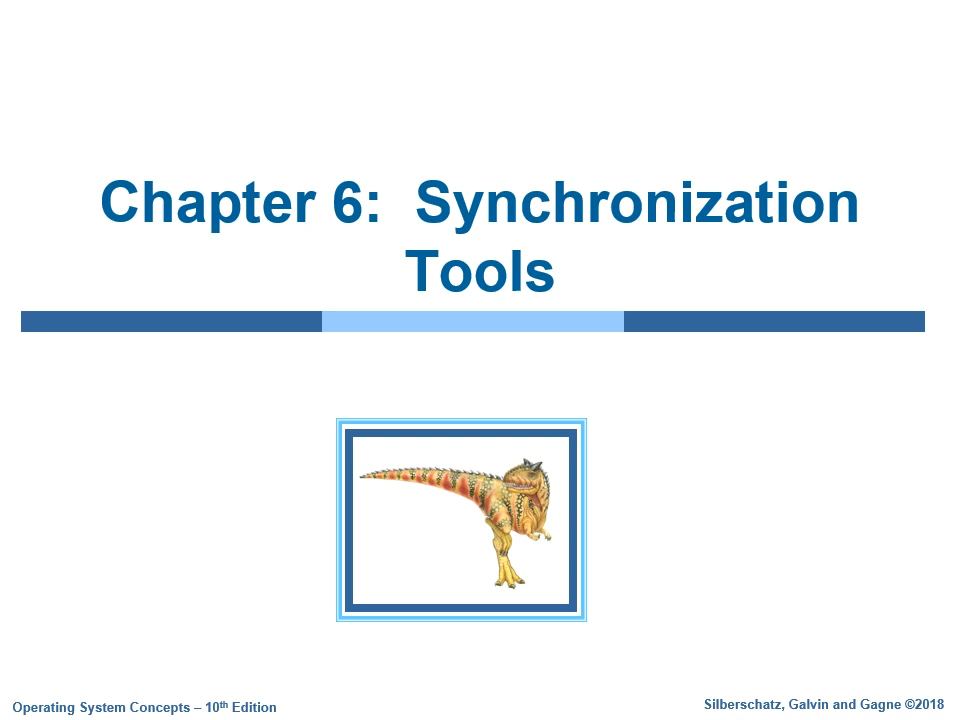 Chapter 6: Synchronization
Tools
Operating System Concepts – 10th Edition
Silberschatz, Galvin and Gagne ©2018